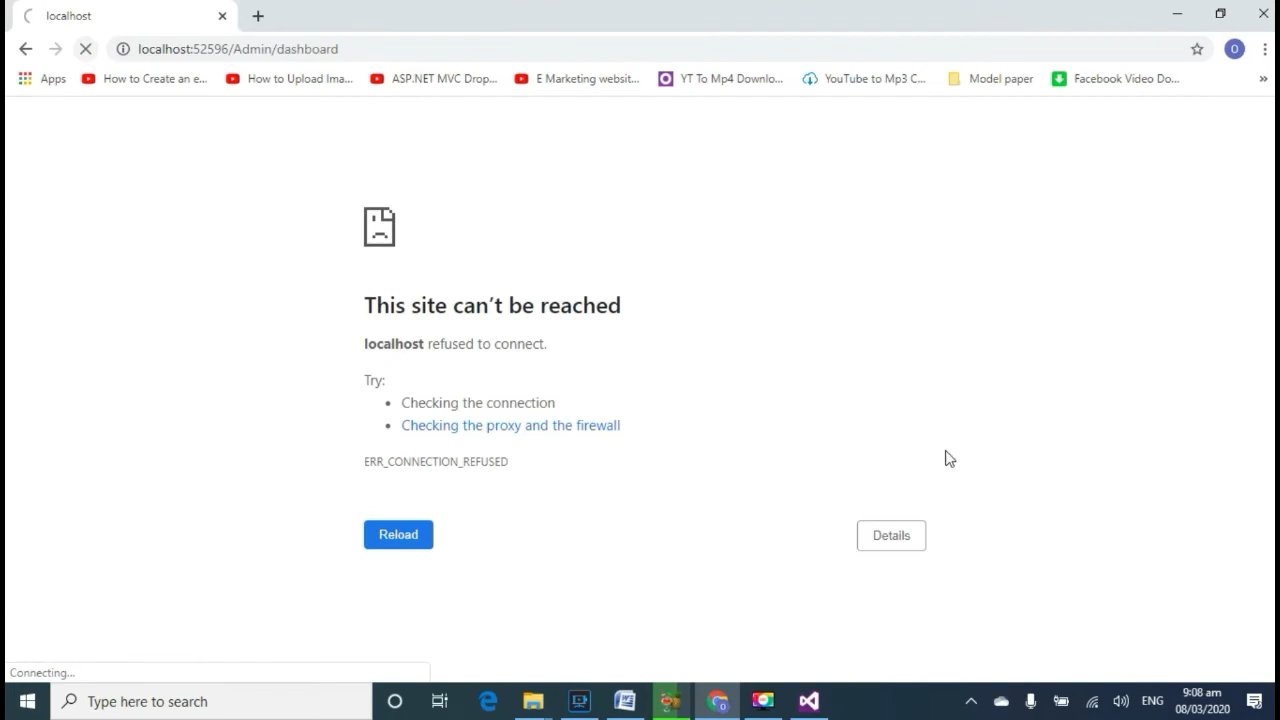 localhost
localhost:52596/Admin/dashboard
O
Apps
How to Create an e...
How to Upload Ima...
ASP.NET MVC Drop...
E Marketing websit...
YT To Mp4 Downlo...
YouTube to Mp3 C...
Model paper
Facebook Video Do...
»
This site can't be reached
localhost refused to connect.
Try:
• Checking the connection
• Checking the proxy and the firewall
ERR_CONNECTION_REFUSED
Reload
Details
Connecting...
Type here to search
ENG
9:08 am
08/03/2020